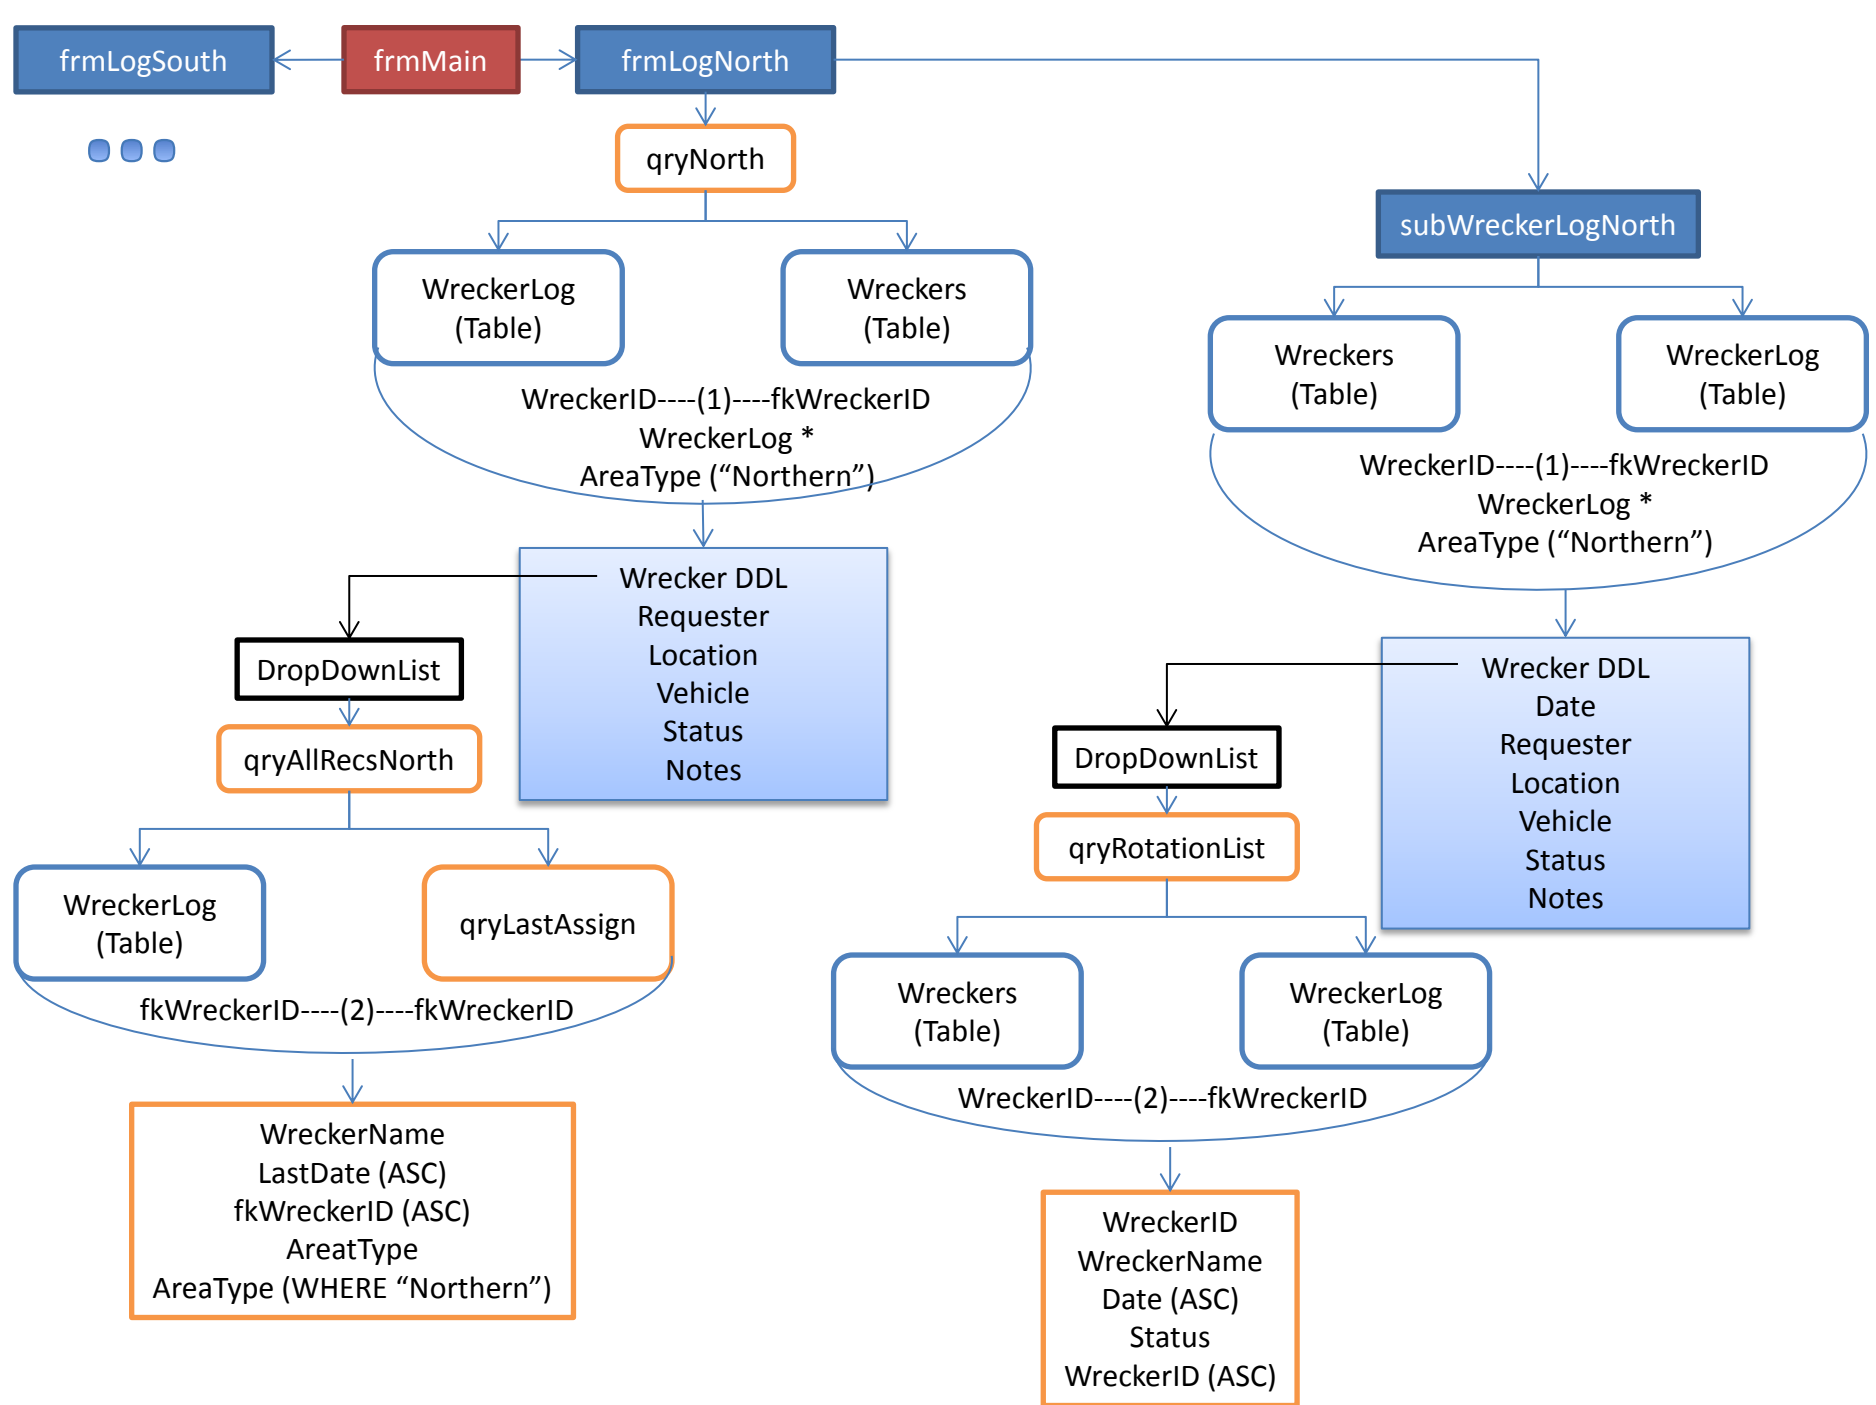 frmLogSouth
frmMain
frmLogNorth
qryNorth
WreckerLog
(Table)
Wreckers
(Table)
WreckerID----(1)----fkWreckerID
WreckerLog *
AreaType (“Northern”)
Wrecker DDL
Requester
Location
Vehicle
Status
Notes
DropDownList
qryAllRecsNorth
WreckerLog
(Table)
qryLastAssign
fkWreckerID----(2)----fkWreckerID
WreckerName
LastDate (ASC)
fkWreckerID (ASC)
AreatType
AreaType (WHERE “Northern”)
subWreckerLogNorth
Wreckers
(Table)
WreckerLog
(Table)
WreckerID----(1)----fkWreckerID
WreckerLog *
AreaType (“Northern”)
Wrecker DDL
Date
Requester
Location
Vehicle
Status
Notes
DropDownList
qryRotationList
Wreckers
(Table)
WreckerLog
(Table)
WreckerID----(2)----fkWreckerID
WreckerID
WreckerName
Date (ASC)
Status
WreckerID (ASC)